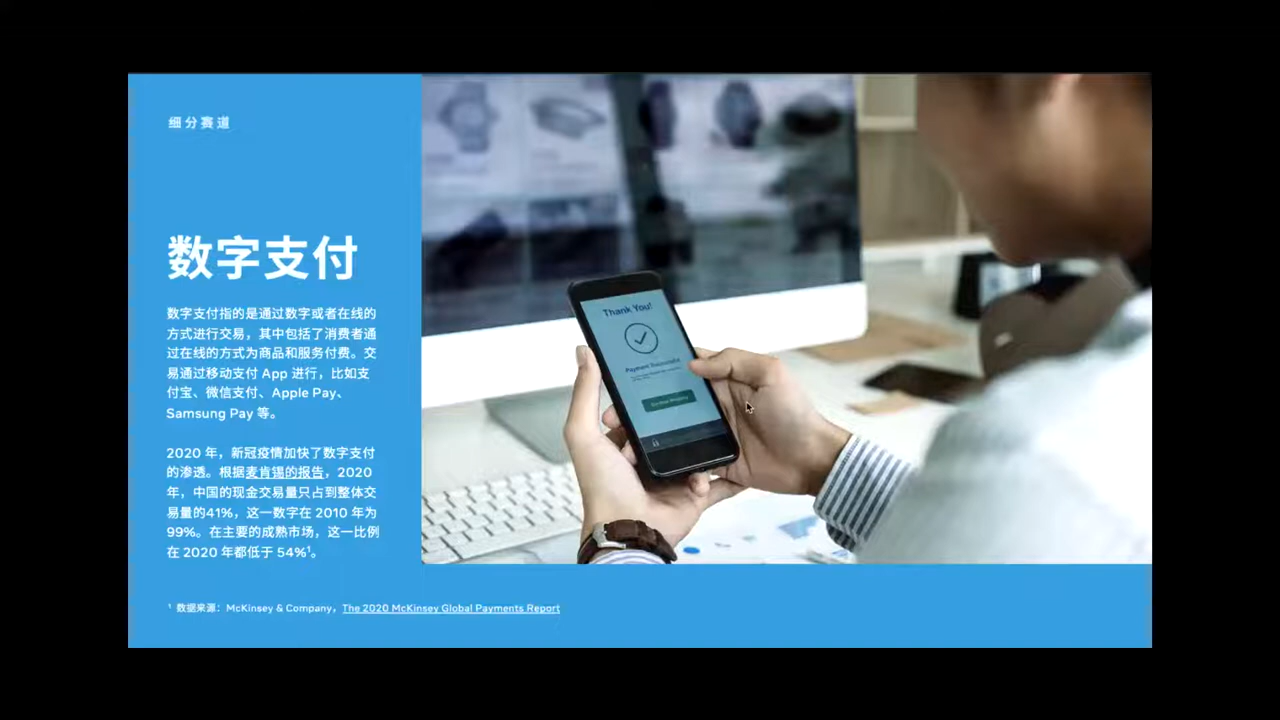 细分赛道
数字支付
数字支付指的是通过数字或者在线的
方式进行交易，其中包括了消费者通
过在线的方式为商品和服务付费。交
易通过移动支付 App 进行，比如支
付宝、微信支付、Apple Pay、
Samsung Pay 等。
2020 年，新冠疫情加快了数字支付
的渗透。根据麦肯锡的报告，2020
年，中国的现金交易量只占到整体交
易量的41%，这一数字在 2010 年为
99%。在主要的成熟市场，这一比例
在 2020 年都低于 54%¹。
Thank You!
Payment Successful
¹ 数据来源：McKinsey & Company，The 2020 McKinsey Global Payments Report